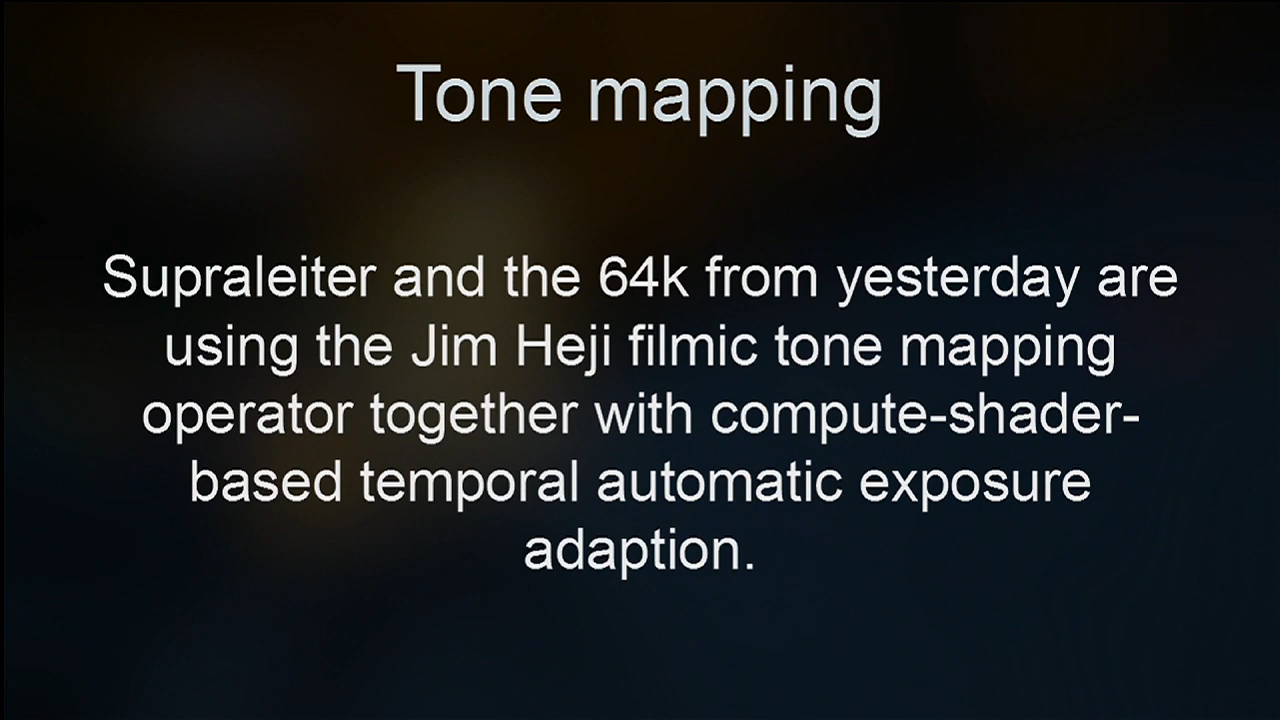 Tone mapping
Supraleiter and the 64k from yesterday are
using the Jim Heji filmic tone mapping
operator together with compute-shader-
based temporal automatic exposure
adaption.